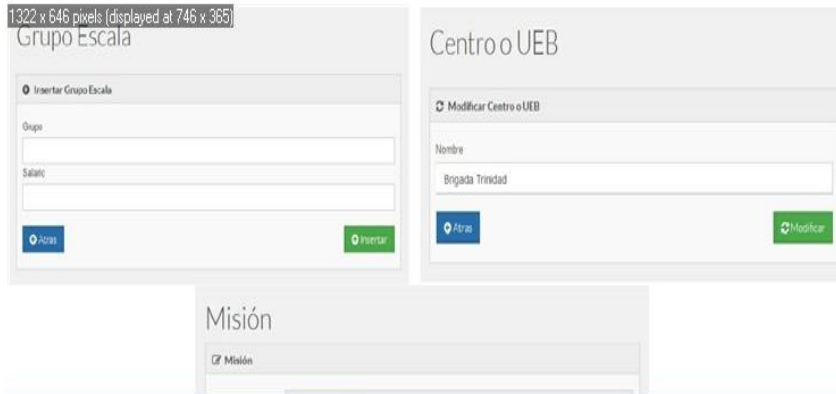 1322 x 646 pixels (displayed at 746 x 365)
Grupo Escala
Insertar Grupo Escala
Grupo
Salario
Atras
Insertar
Centro o UEB
Modificar Centro o UEB
Nombre
Brigada Trinidad
Atras
Modificar
Misión
Misión